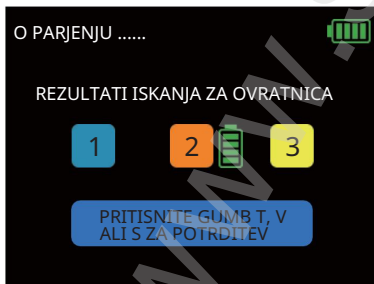 O PARJENJU ......
REZULTATI ISKANJA ZA OVRATNICA
1 2 3
PRITISNITE GUMB T, V
ALI S ZA POTRDITEV